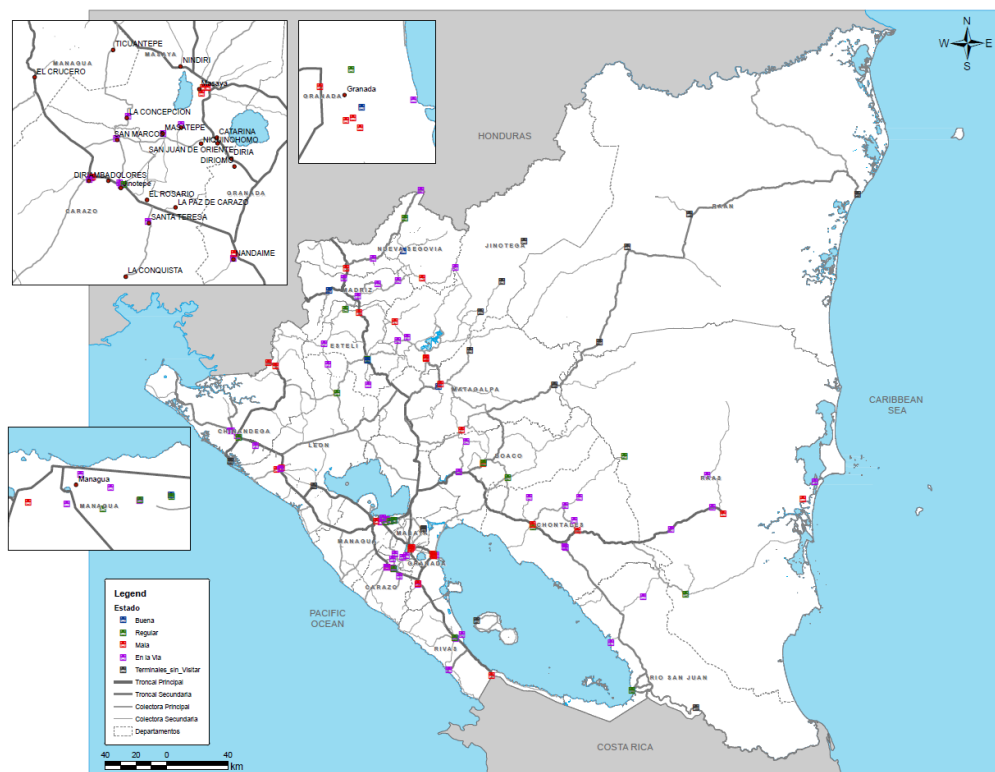 TICUANTEPE
MASAYA
MANAGUA
NINDIRI
EL CRUCERO
Masaya
LA CONCEPCION
MASATEPE
SAN MARCOS
CATARINA
NIQUINOHOMO
SAN JUAN DE ORIENTE
DIRIA
DIRIOMO
DIRIAMBA
DOLORES
Jinotepe
EL ROSARIO
GRANADA
LA PAZ DE CARAZO
CARAZO
SANTA TERESA
NANDAIME
LA CONQUISTA
Granada
GRANADA
N
W
E
S
HONDURAS
RAAN
JINOTEGA
NUEVA SEGOVIA
MADRIZ
ESTELI
MATAGALPA
CARIBBEAN
SEA
CHINANDEGA
LEON
BOACO
RAAS
Managua
MANAGUA
CHONTALES
MASAYA
MANAGUA
GRANADA
CARAZO
PACIFIC
OCEAN
RIVAS
RIO SAN JUAN
COSTA RICA
Legend
Estado
Buena
Regular
Mala
En la Via
Terminales_sin_Visitar
Troncal Principal
Troncal Secundaria
Colectora Principal
Colectora Secundaria
Departamentos
40 20 0 40
km